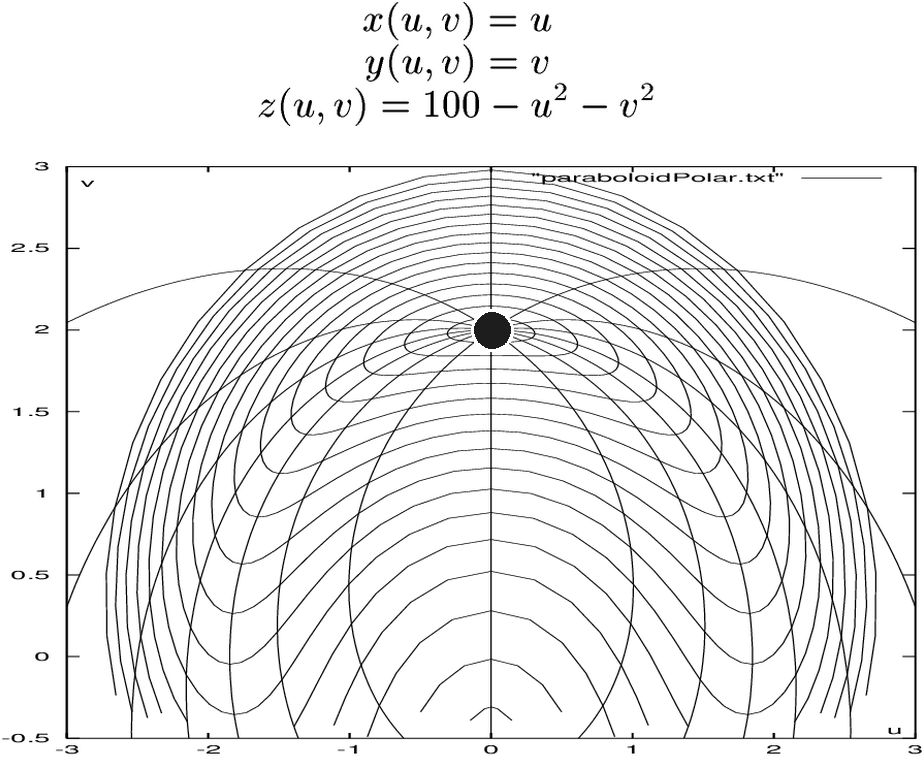 x(u, v) = u
y(u, v) = v
z(u, v) = 100 − u² − v²
3
v
"paraboloidPolar.txt"
2.5
2
1.5
1
0.5
0
-0.5
u
-3 -2 -1 0 1 2 3